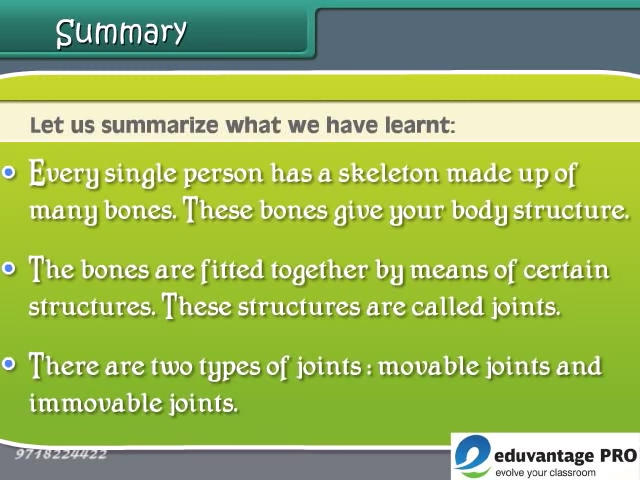 Summary
Let us summarize what we have learnt:
Every single person has a skeleton made up of
many bones. These bones give your body structure.
The bones are fitted together by means of certain
structures. These structures are called joints.
There are two types of joints : movable joints and
immovable joints.
9718224422
eduvantage PRO
evolve your classroom